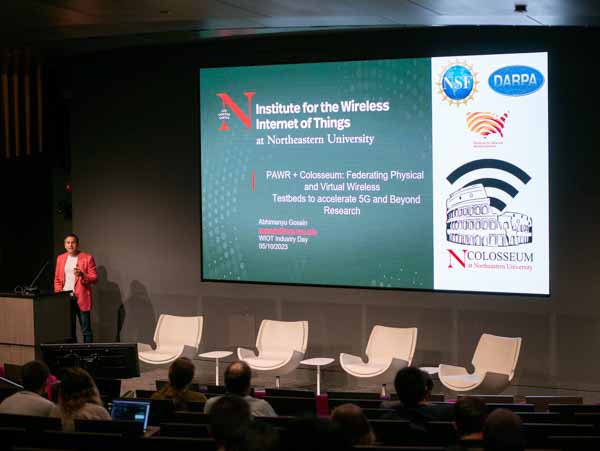 Institute for the Wireless
Internet of Things
at Northeastern University
PAWR + Colosseum: Federating Physical
and Virtual Wireless
Testbeds to accelerate 5G and Beyond
Research
Abhimanyu Gosain
WIOT Industry Day
05/10/2023
NSF
DARPA
N COLOSSEUM
at Northeastern University